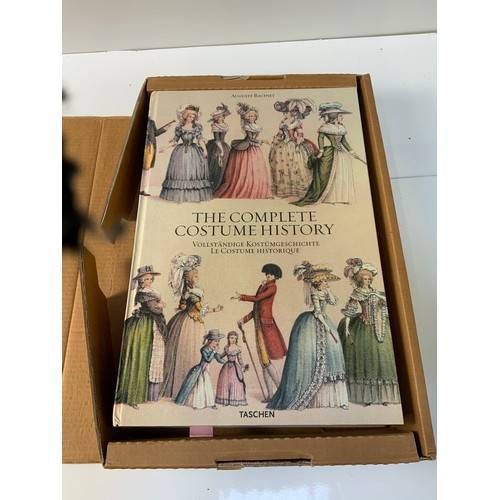 Auguste Racinet
THE COMPLETE
COSTUME HISTORY
Vollständige Kostümgeschichte
Le Costume historique
TASCHEN